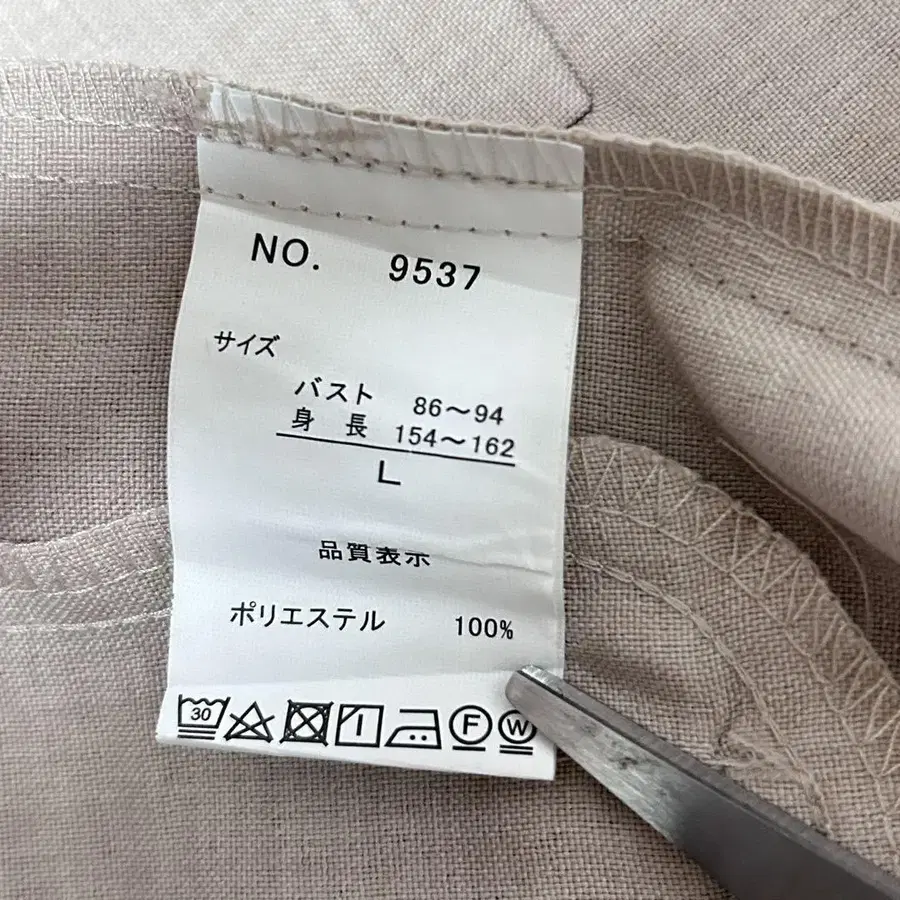 NO. 9537
サイズ
バスト 86～94
身長 154～162
L
品質表示
ポリエステル 100%
30 F W